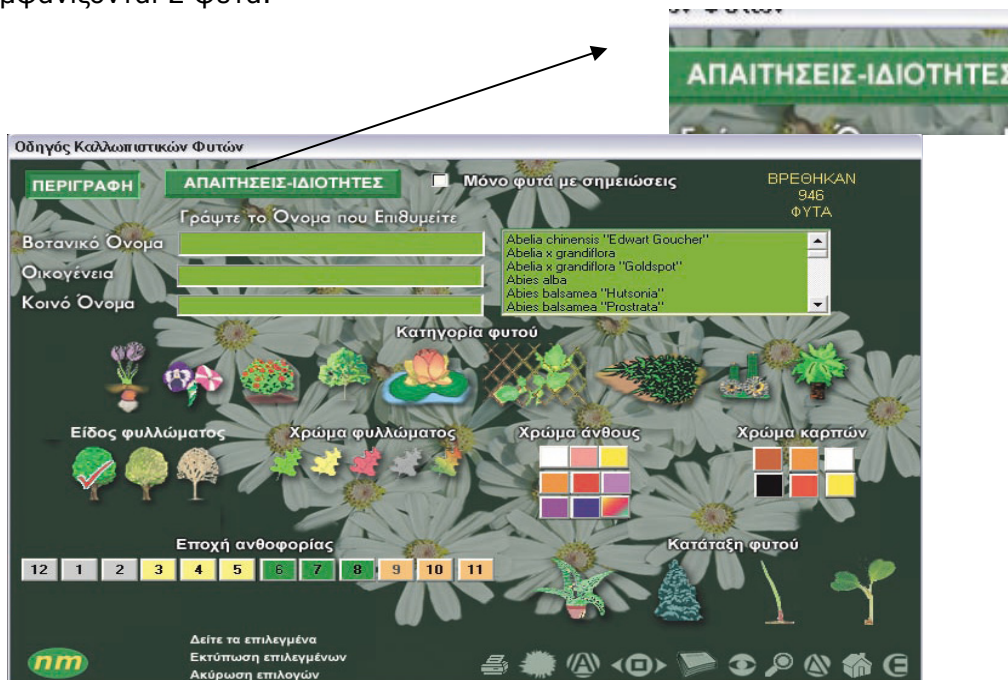 εμφανίζονται 2 φυτά.
ΑΠΑΙΤΗΣΕΙΣ-ΙΔΙΟΤΗΤΕΣ
Οδηγός Καλλωπιστικών Φυτών
ΠΕΡΙΓΡΑΦΗ
ΑΠΑΙΤΗΣΕΙΣ-ΙΔΙΟΤΗΤΕΣ
Μόνο φυτά με σημειώσεις
ΒΡΕΘΗΚΑΝ
946
ΦΥΤΑ
Γράψτε το Όνομα που Επιθυμείτε
Βοτανικό Όνομα
Οικογένεια
Κοινό Όνομα
Abelia chinensis "Edwart Goucher"
Abelia x grandiflora
Abelia x grandiflora "Goldspot"
Abies alba
Abies balsamea "Hutsonia"
Abies balsamea "Prostrata"
Κατηγορία φυτού
Είδος φυλλώματος
Χρώμα φυλλώματος
Χρώμα άνθους
Χρώμα καρπών
Εποχή ανθοφορίας
12 1 2 3 4 5 6 7 8 9 10 11
Κατάταξη φυτού
Δείτε τα επιλεγμένα
Εκτύπωση επιλεγμένων
Ακύρωση επιλογών
nm